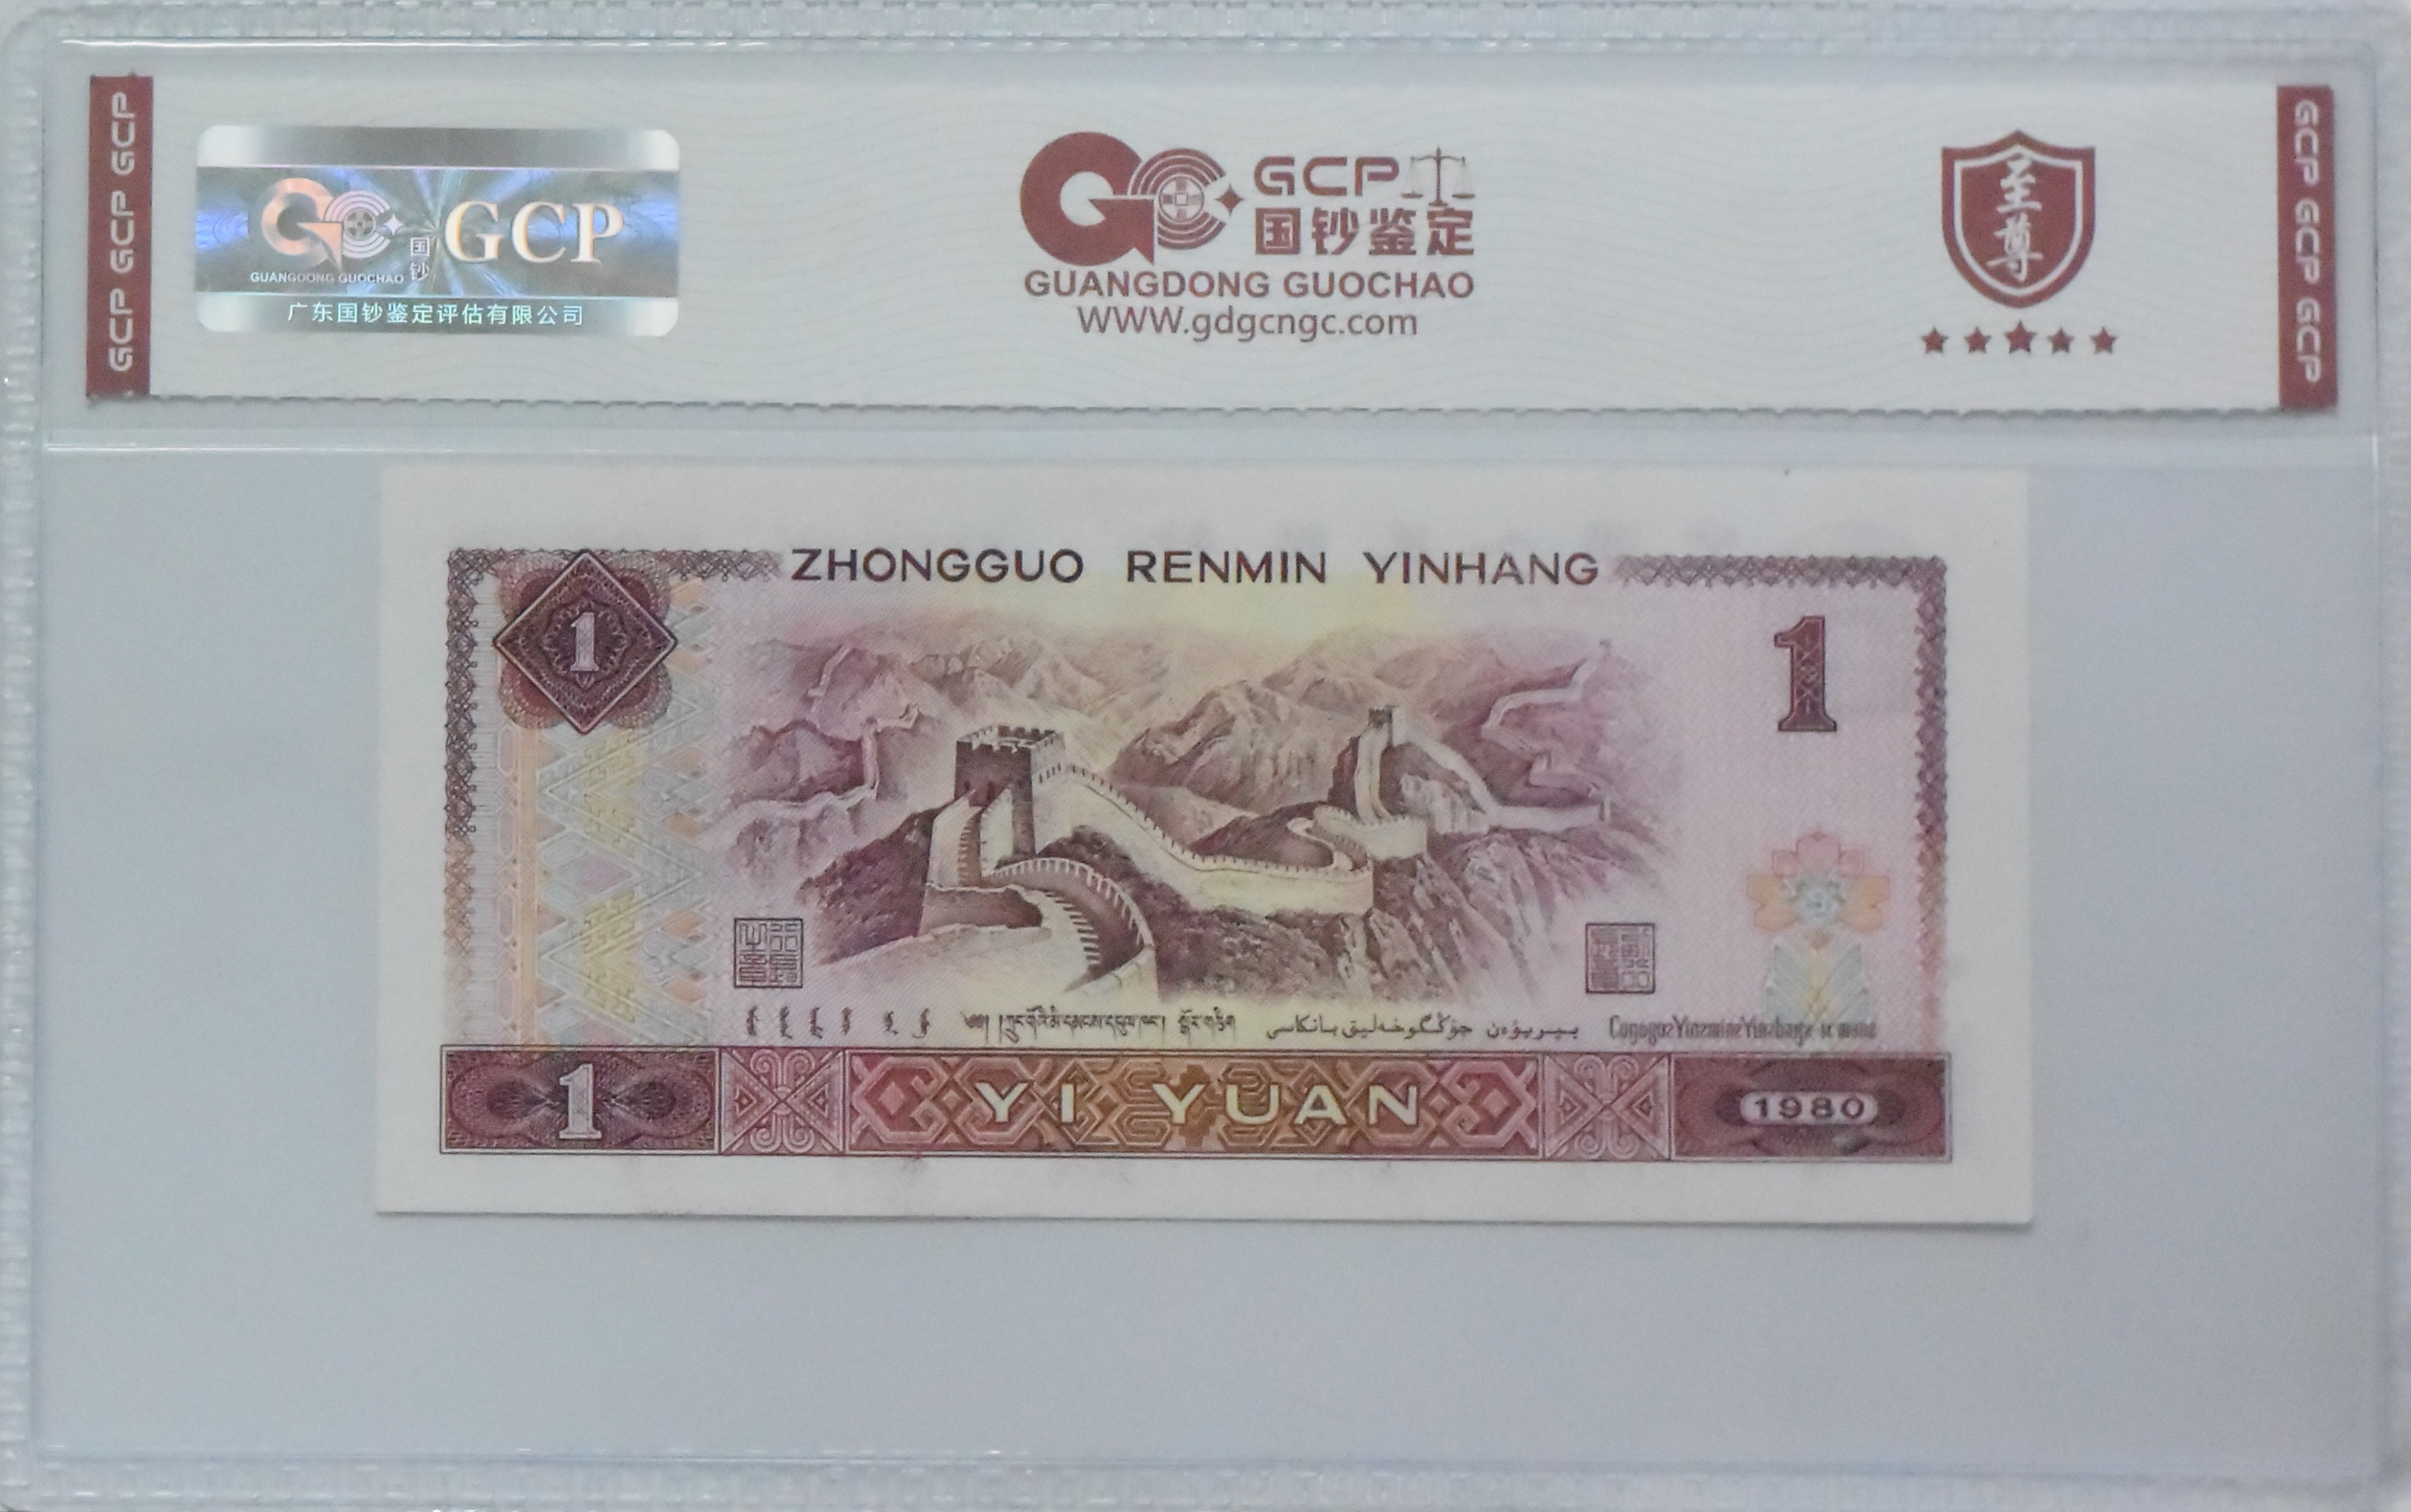 GCP GCP GCP
GCP
国钞
GUANGDONG GUOCHAO
广东国钞鉴定评估有限公司
GCP
国钞鉴定
GUANGDONG GUOCHAO
WWW.gdgcngc.com
至尊
GCP GCP GCP
ZHONGGUO RENMIN YINHANG
1
1
1
YI YUAN
1980